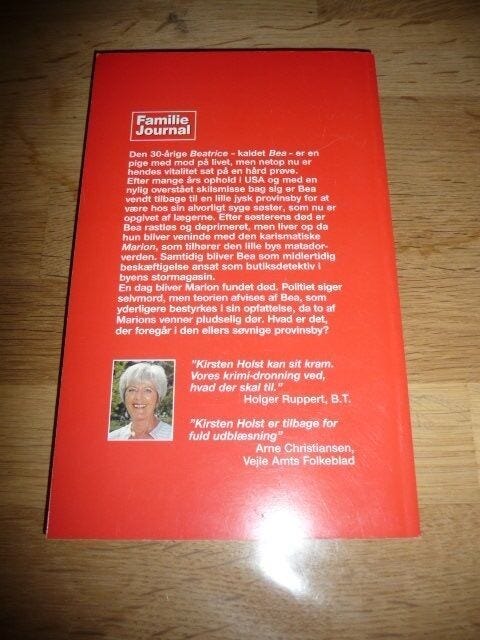 Familie
Journal
Den 30-årige Beatrice - kaldet Bea - er en
pige med mod på livet, men netop nu er
hendes vitalitet sat på en hård prøve.
Efter mange års ophold i USA og med en
nylig overstået skilsmisse bag sig er Bea
vendt tilbage til en lille jysk provinsby for at
være hos sin alvorligt syge søster, som nu er
opgivet af lægerne. Efter søsterens død er
Bea rastløs og deprimeret, men liver op da
hun bliver veninde med den karismatiske
Marion, som tilhører den lille bys matador-
verden. Samtidig bliver Bea som midlertidig
beskæftigelse ansat som butiksdetektiv i
byens stormagasin.
En dag bliver Marion fundet død. Politiet siger
selvmord, men teorien afvises af Bea, som
yderligere bestyrkes i sin opfattelse, da to af
Marions venner pludselig dør. Hvad er det,
der foregår i den ellers søvnige provinsby?
"Kirsten Holst kan sit kram.
Vores krimi-dronning ved,
hvad der skal til."
Holger Ruppert, B.T.
"Kirsten Holst er tilbage for
fuld udblæsning"
Arne Christiansen,
Vejle Amts Folkeblad